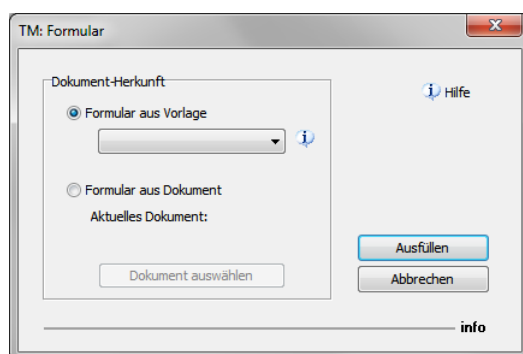 TM: Formular
Dokument-Herkunft
Formular aus Vorlage
Hilfe
Formular aus Dokument
Aktuelles Dokument:
Dokument auswählen
Ausfüllen
Abbrechen
info